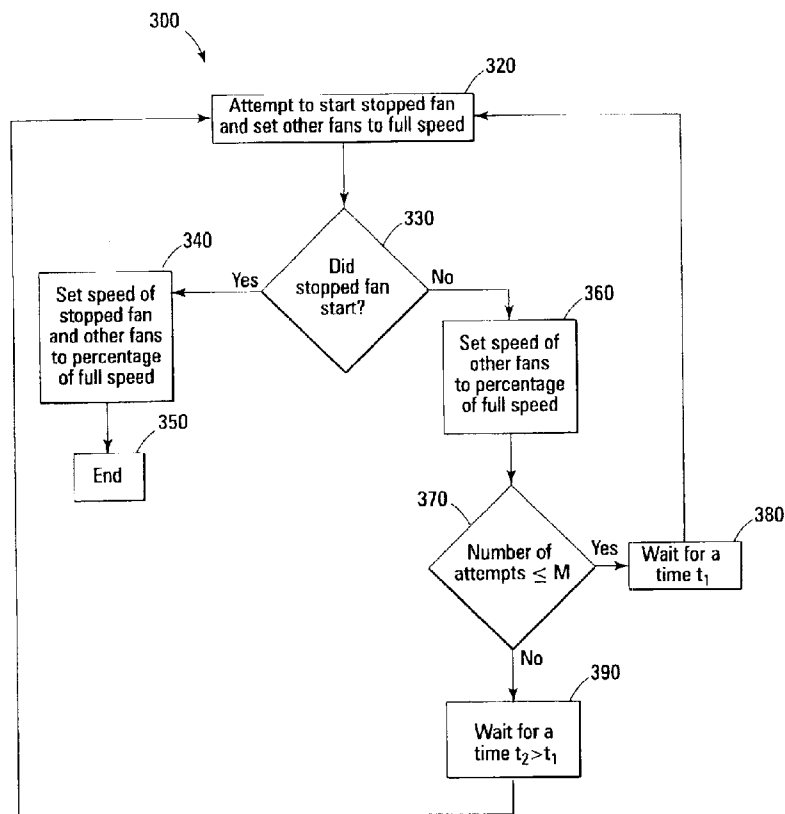 300
320
Attempt to start stopped fan
and set other fans to full speed
330
Did
stopped fan
start?
Yes
No
340
Set speed of
stopped fan
and other fans
to percentage
of full speed
350
End
360
Set speed of
other fans
to percentage
of full speed
370
Number of
attempts ≤ M
Yes
No
380
Wait for a
time t₁
390
Wait for a
time t₂>t₁